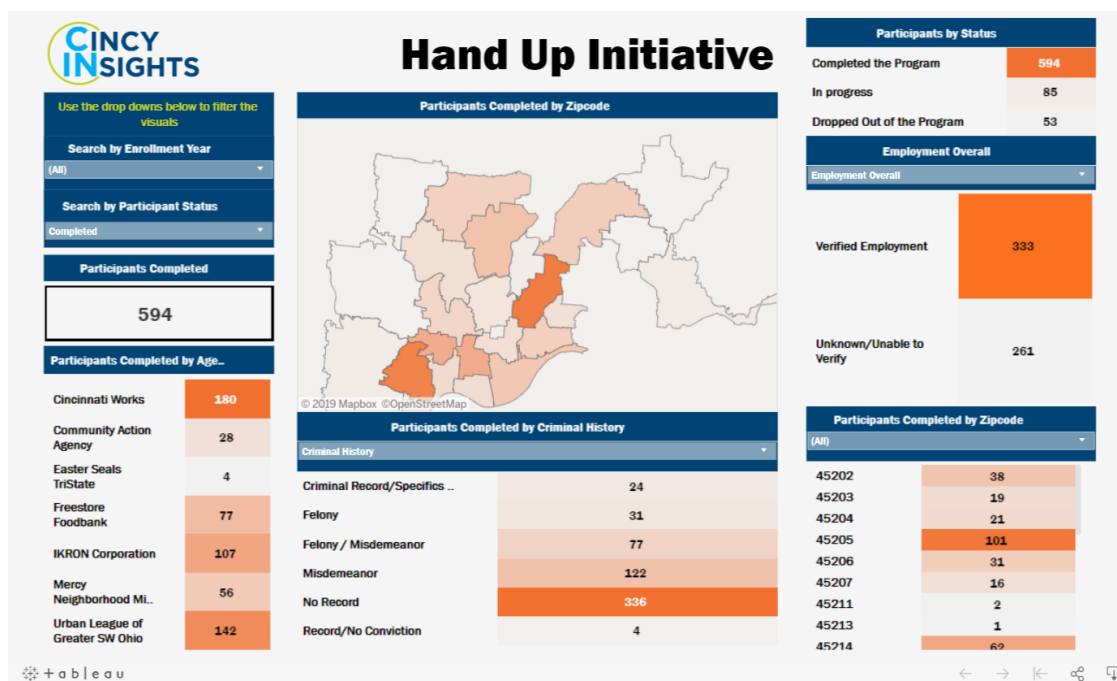 CINCY
INSIGHTS
Hand Up Initiative
Use the drop downs below to filter the
visuals
Search by Enrollment Year
(All)
Search by Participant Status
Completed
Participants Completed
594
Participants Completed by Age..
Cincinnati Works 180
Community Action
Agency 28
Easter Seals
TriState 4
Freestore
Foodbank 77
IKRON Corporation 107
Mercy
Neighborhood Mi.. 56
Urban League of
Greater SW Ohio 142
Participants Completed by Zipcode
© 2019 Mapbox ©OpenStreetMap
Participants Completed by Criminal History
Criminal History
Criminal Record/Specifics .. 24
Felony 31
Felony / Misdemeanor 77
Misdemeanor 122
No Record 336
Record/No Conviction 4
Participants by Status
Completed the Program 594
In progress 85
Dropped Out of the Program 53
Employment Overall
Employment Overall
Verified Employment 333
Unknown/Unable to
Verify 261
Participants Completed by Zipcode
(All)
45202 38
45203 19
45204 21
45205 101
45206 31
45207 16
45211 2
45213 1
45214 62
+ableau